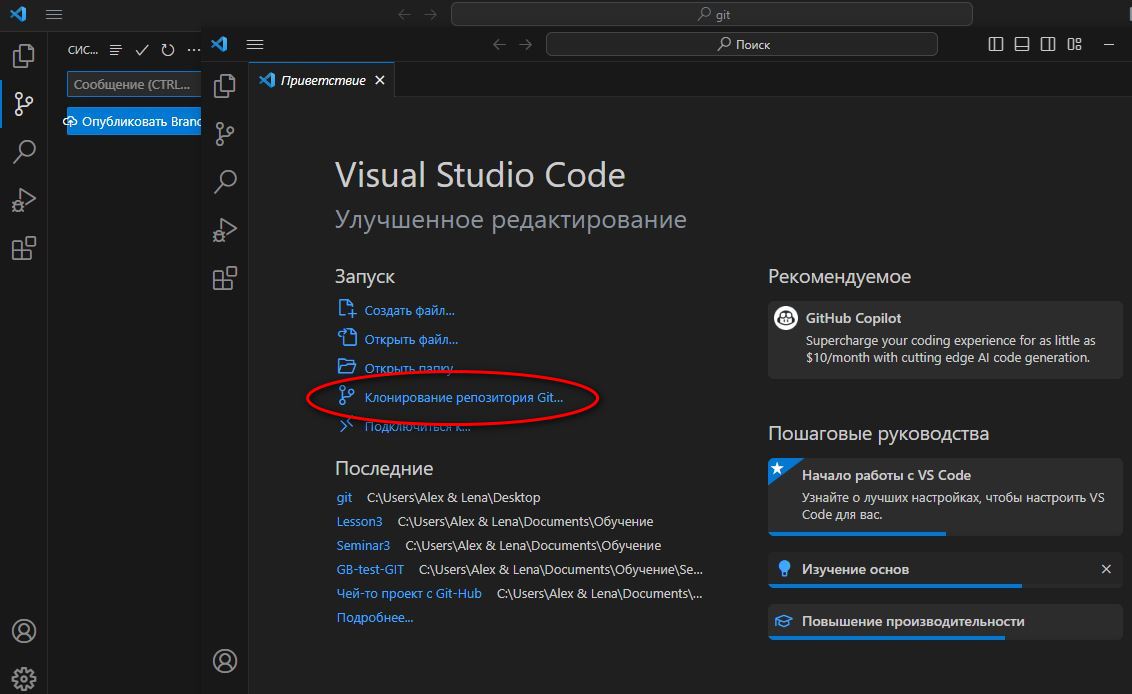 git
СИС...
Сообщение (CTRL...
Опубликовать Branc
Поиск
Приветствие
Visual Studio Code
Улучшенное редактирование
Запуск
Создать файл...
Открыть файл...
Открыть папку...
Клонирование репозитория Git...
Подключиться к...
Последние
git C:\Users\Alex & Lena\Desktop
Lesson3 C:\Users\Alex & Lena\Documents\Обучение
Seminar3 C:\Users\Alex & Lena\Documents\Обучение
GB-test-GIT C:\Users\Alex & Lena\Documents\Обучение\Se...
Чей-то проект с Git-Hub C:\Users\Alex & Lena\Documents\...
Подробнее...
Рекомендуемое
GitHub Copilot
Supercharge your coding experience for as little as
$10/month with cutting edge AI code generation.
Пошаговые руководства
Начало работы с VS Code
Узнайте о лучших настройках, чтобы настроить VS
Code для вас.
Изучение основ
Повышение производительности